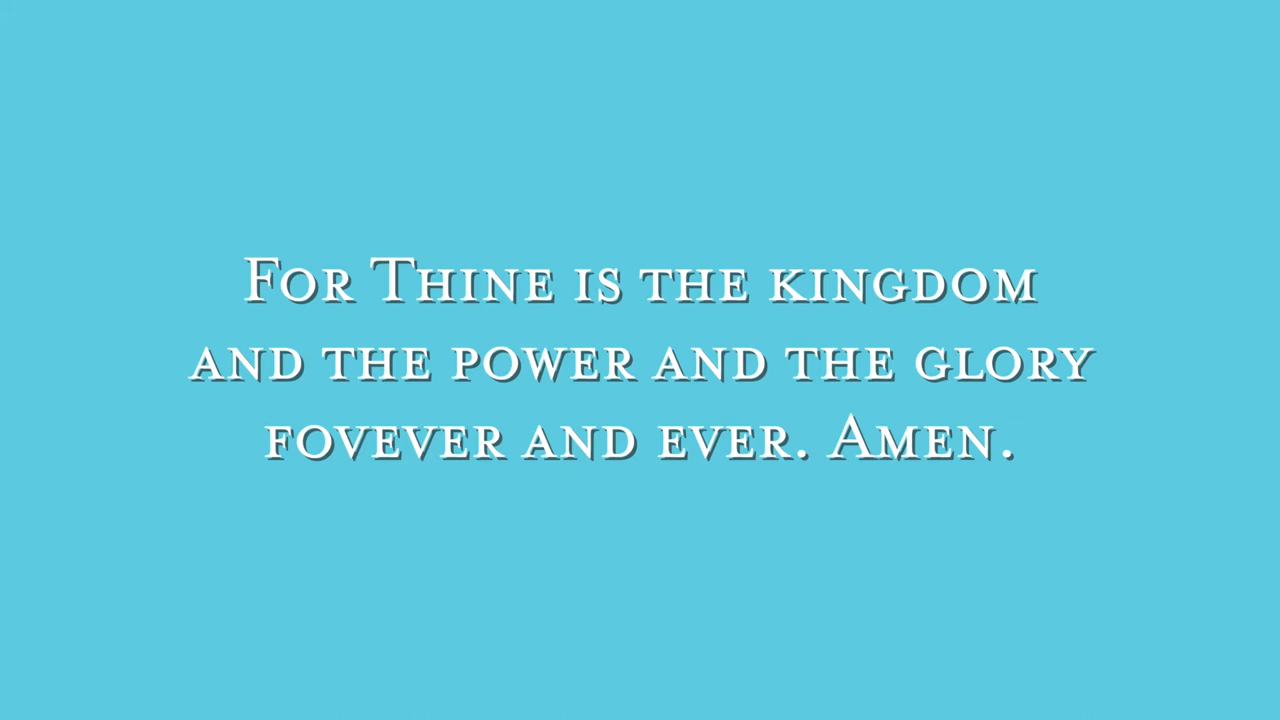 For Thine is the kingdom
and the power and the glory
fovever and ever. Amen.